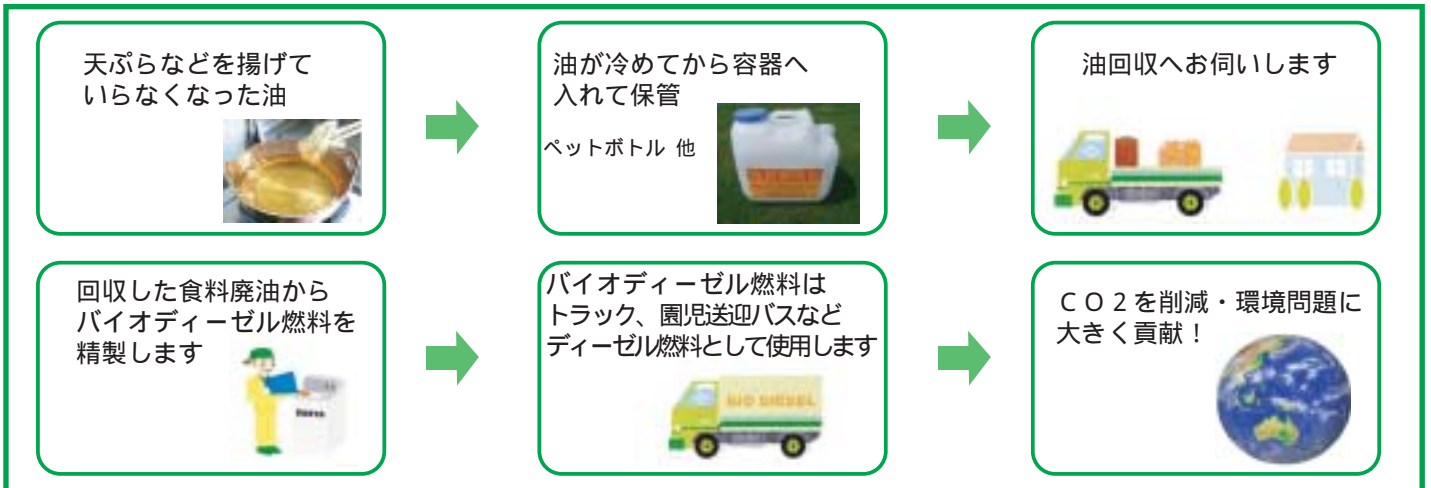 天ぷらなどを揚げて
いらなくなった油
油が冷めてから容器へ
入れて保管
ペットボトル 他
油回収へお伺いします
回収した食料廃油から
バイオディーゼル燃料を
精製します
バイオディーゼル燃料は
トラック、園児送迎バスなど
ディーゼル燃料として使用します
BIO DIESEL
ＣＯ２を削減・環境問題に
大きく貢献！